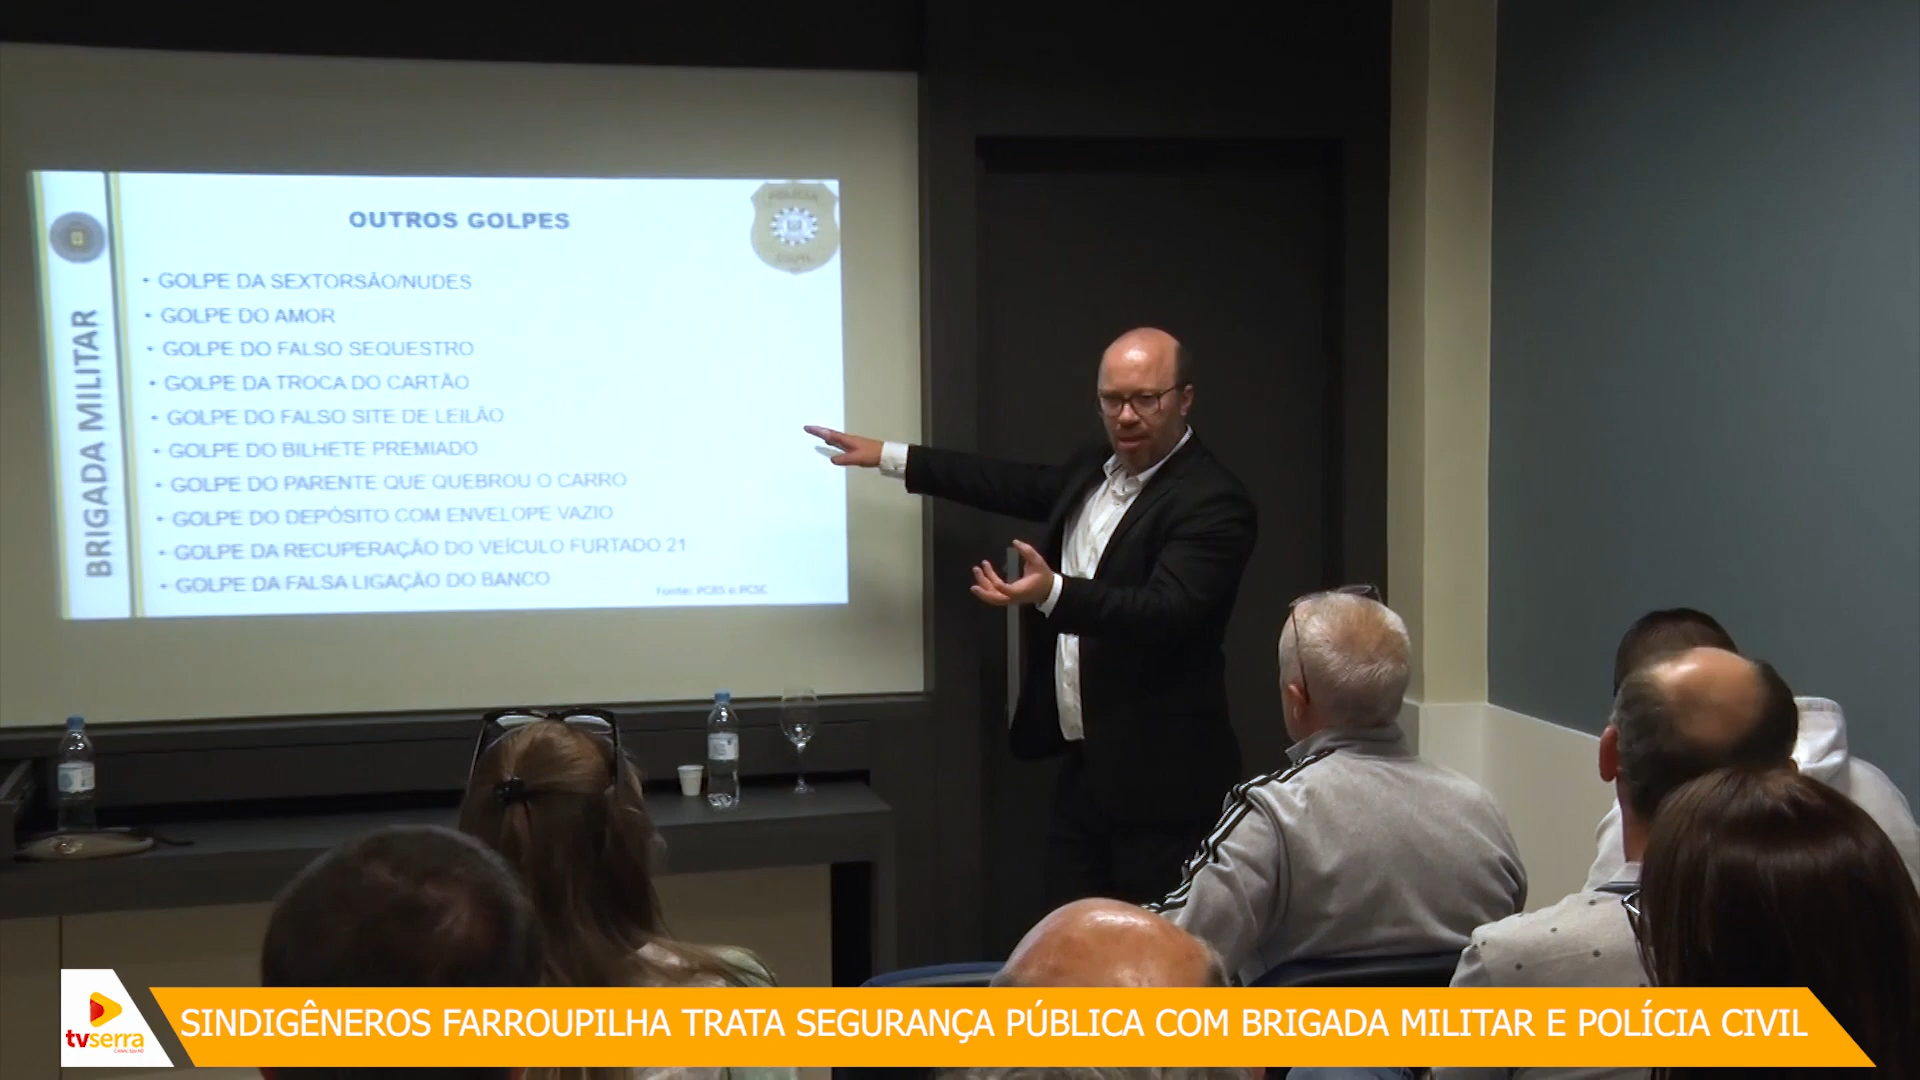 OUTROS GOLPES
POLÍCIA
CIVIL
BRIGADA MILITAR
• GOLPE DA SEXTORSÃO/NUDES
• GOLPE DO AMOR
• GOLPE DO FALSO SEQUESTRO
• GOLPE DA TROCA DO CARTÃO
• GOLPE DO FALSO SITE DE LEILÃO
• GOLPE DO BILHETE PREMIADO
• GOLPE DO PARENTE QUE QUEBROU O CARRO
• GOLPE DO DEPÓSITO COM ENVELOPE VAZIO
• GOLPE DA RECUPERAÇÃO DO VEÍCULO FURTADO 21
• GOLPE DA FALSA LIGAÇÃO DO BANCO
Fonte: PCRS e PCSC
tvserra
SINDIGÊNEROS FARROUPILHA TRATA SEGURANÇA PÚBLICA COM BRIGADA MILITAR E POLÍCIA CIVIL